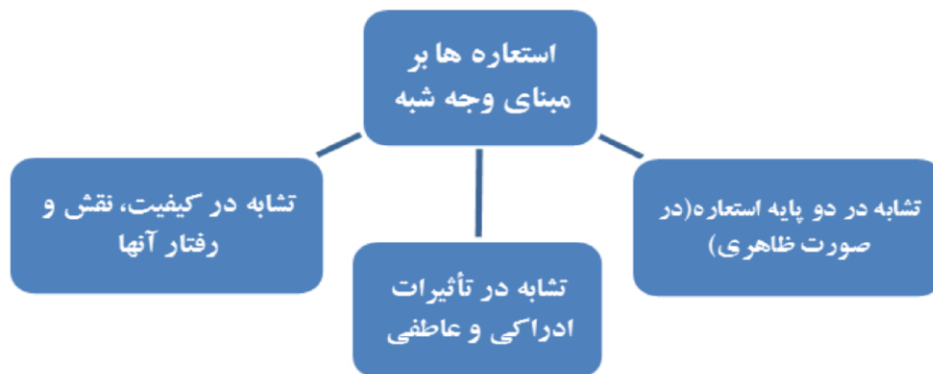 استعاره ها بر
مبنای وجه شبه
تشابه در دو پایه استعاره(در
صورت ظاهری)
تشابه در تأثیرات
ادراکی و عاطفی
تشابه در کیفیت، نقش و
رفتار آنها